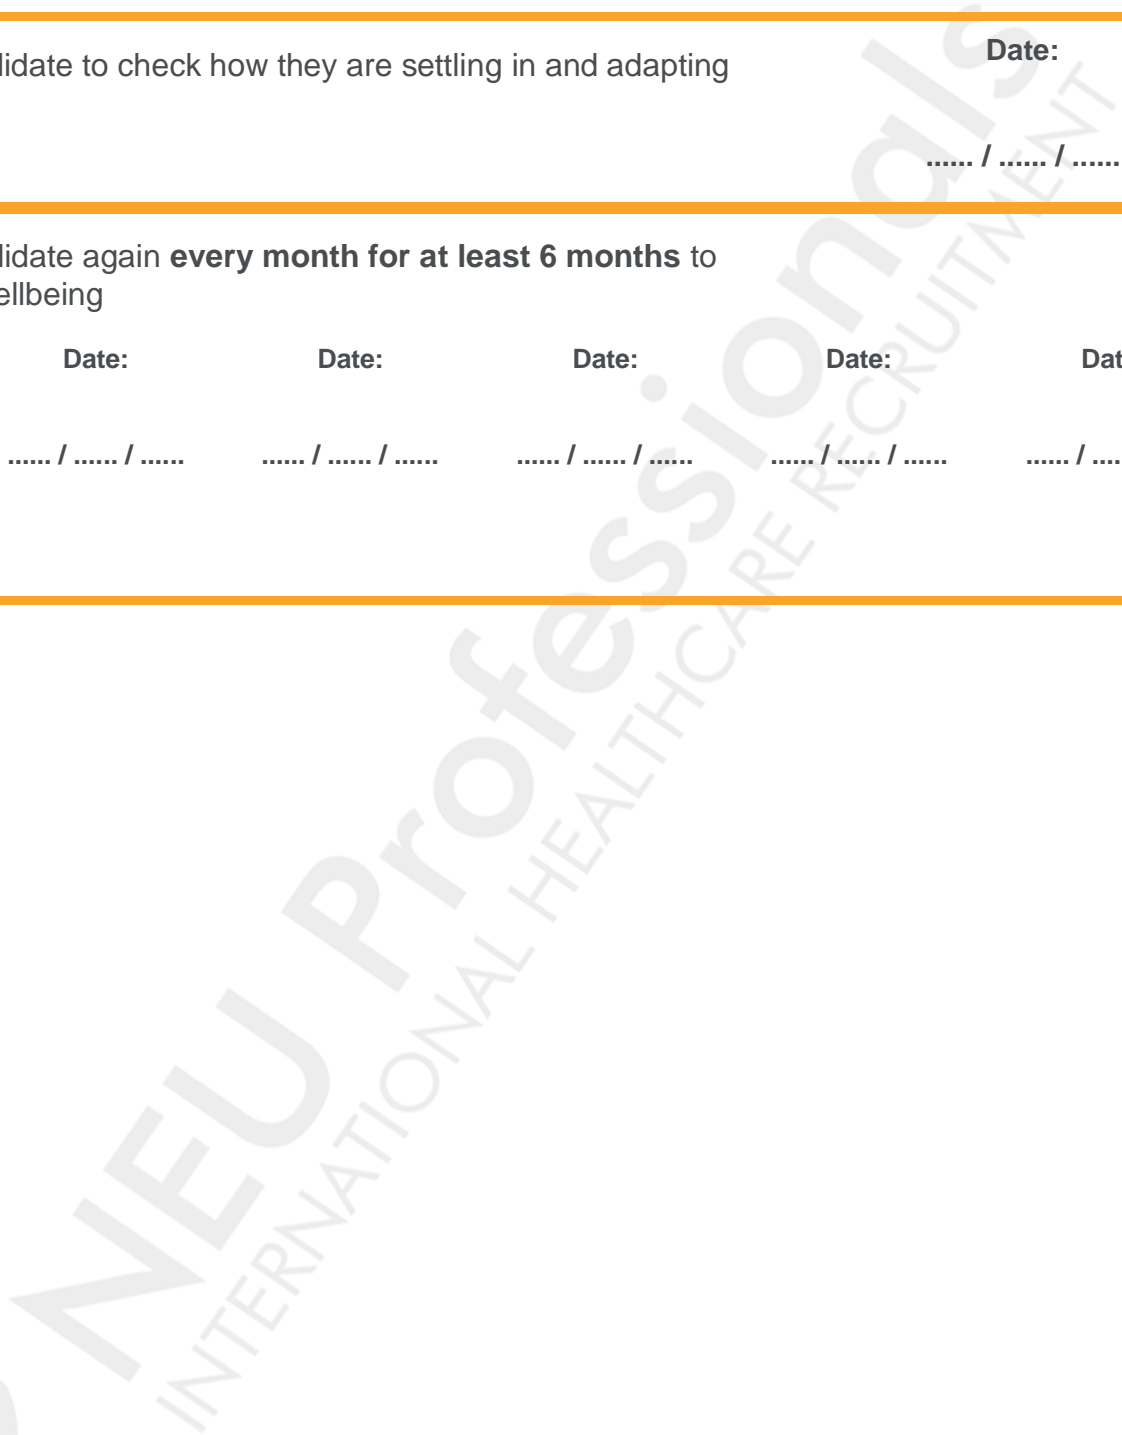 lidate to check how they are settling in and adapting
Date:
...... / ...... / ......
lidate again every month for at least 6 months to
ellbeing
Date: Date: Date: Date: Dat
...... / ...... / ...... ...... / ...... / ...... ...... / ...... / ...... ...... / ...... / ...... ...... / ....
NEU Professionals
INTERNATIONAL HEALTHCARE RECRUITMENT